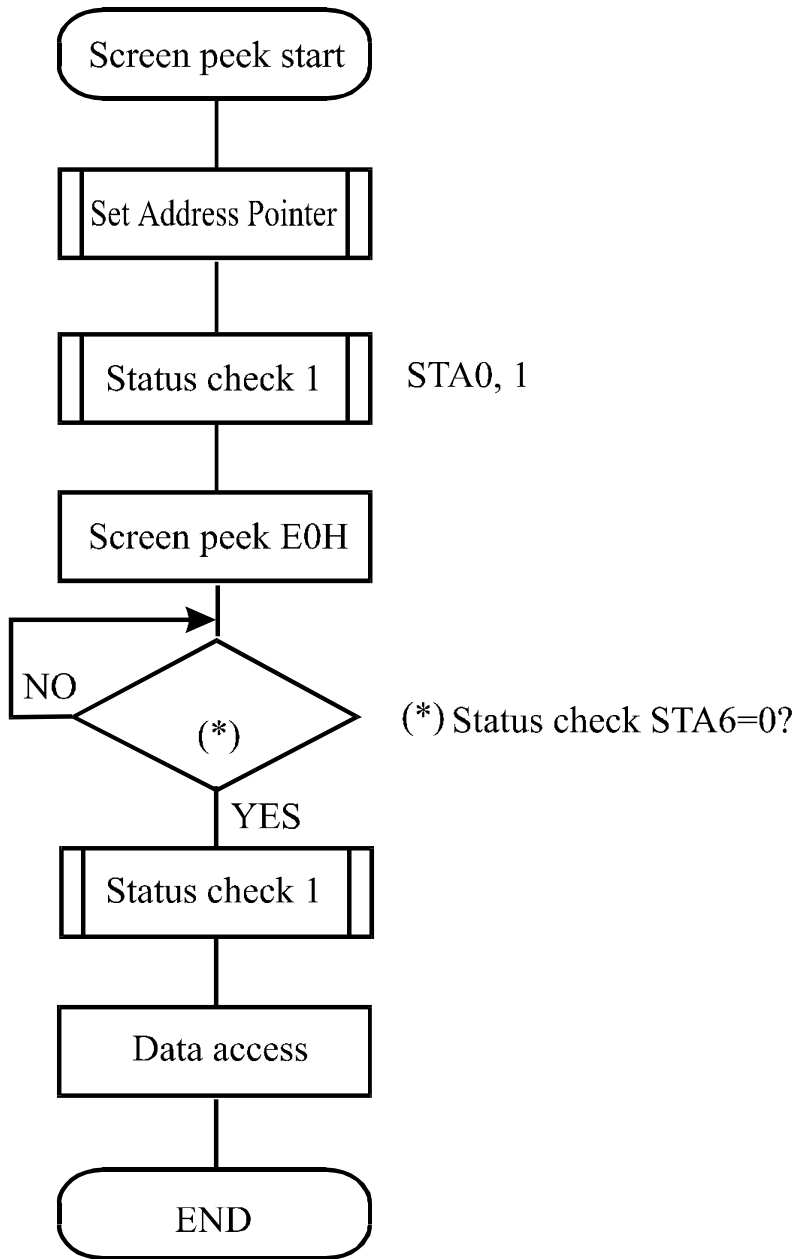 Screen peek start
Set Address Pointer
Status check 1
STA0, 1
Screen peek E0H
NO
(*)
(*) Status check STA6=0?
YES
Status check 1
Data access
END